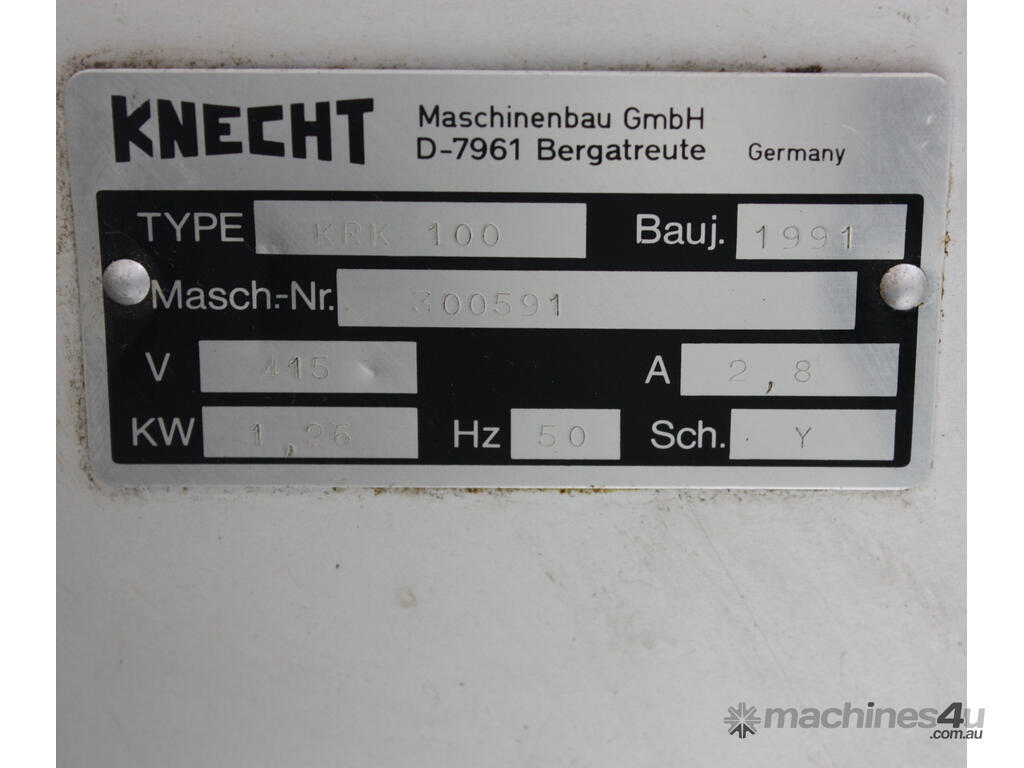 KNECHT Maschinenbau GmbH
D-7961 Bergatreute Germany
TYPE KRK 100 Bauj. 1991
Masch.-Nr. 300591
V 415 A 2,8
KW 1,26 Hz 50 Sch. Y
machines4u
.com.au